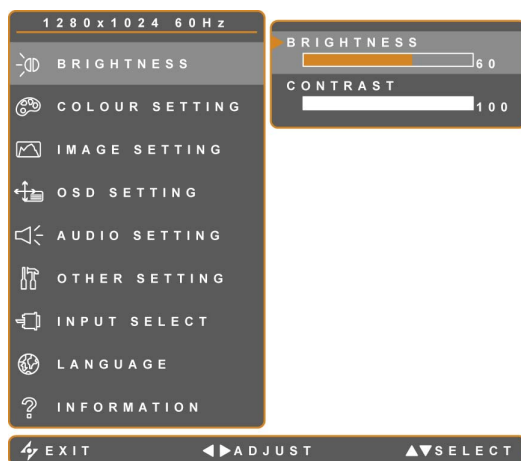 1280x1024 60Hz
BRIGHTNESS
COLOUR SETTING
IMAGE SETTING
OSD SETTING
AUDIO SETTING
OTHER SETTING
INPUT SELECT
LANGUAGE
INFORMATION
BRIGHTNESS
60
CONTRAST
100
EXIT ADJUST SELECT